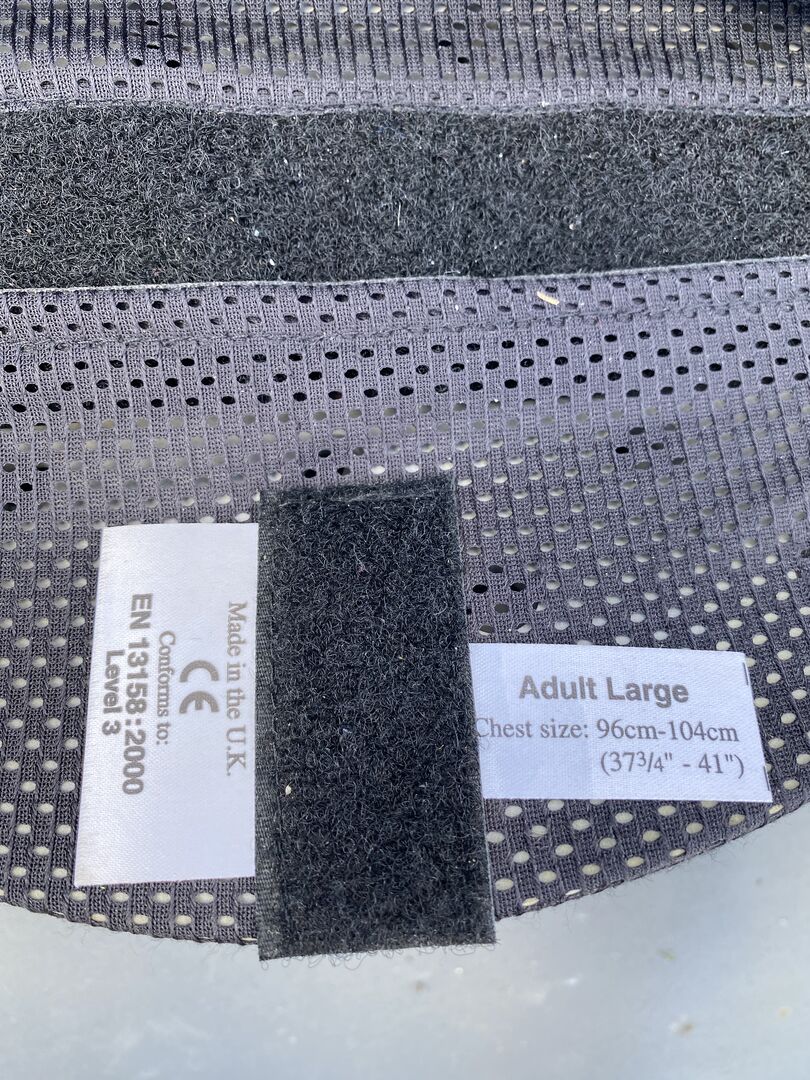 Made in the U.K.
CE
Conforms to:
EN 13158:2000
Level 3
Adult Large
Chest size: 96cm-104cm
(37³/4" - 41")